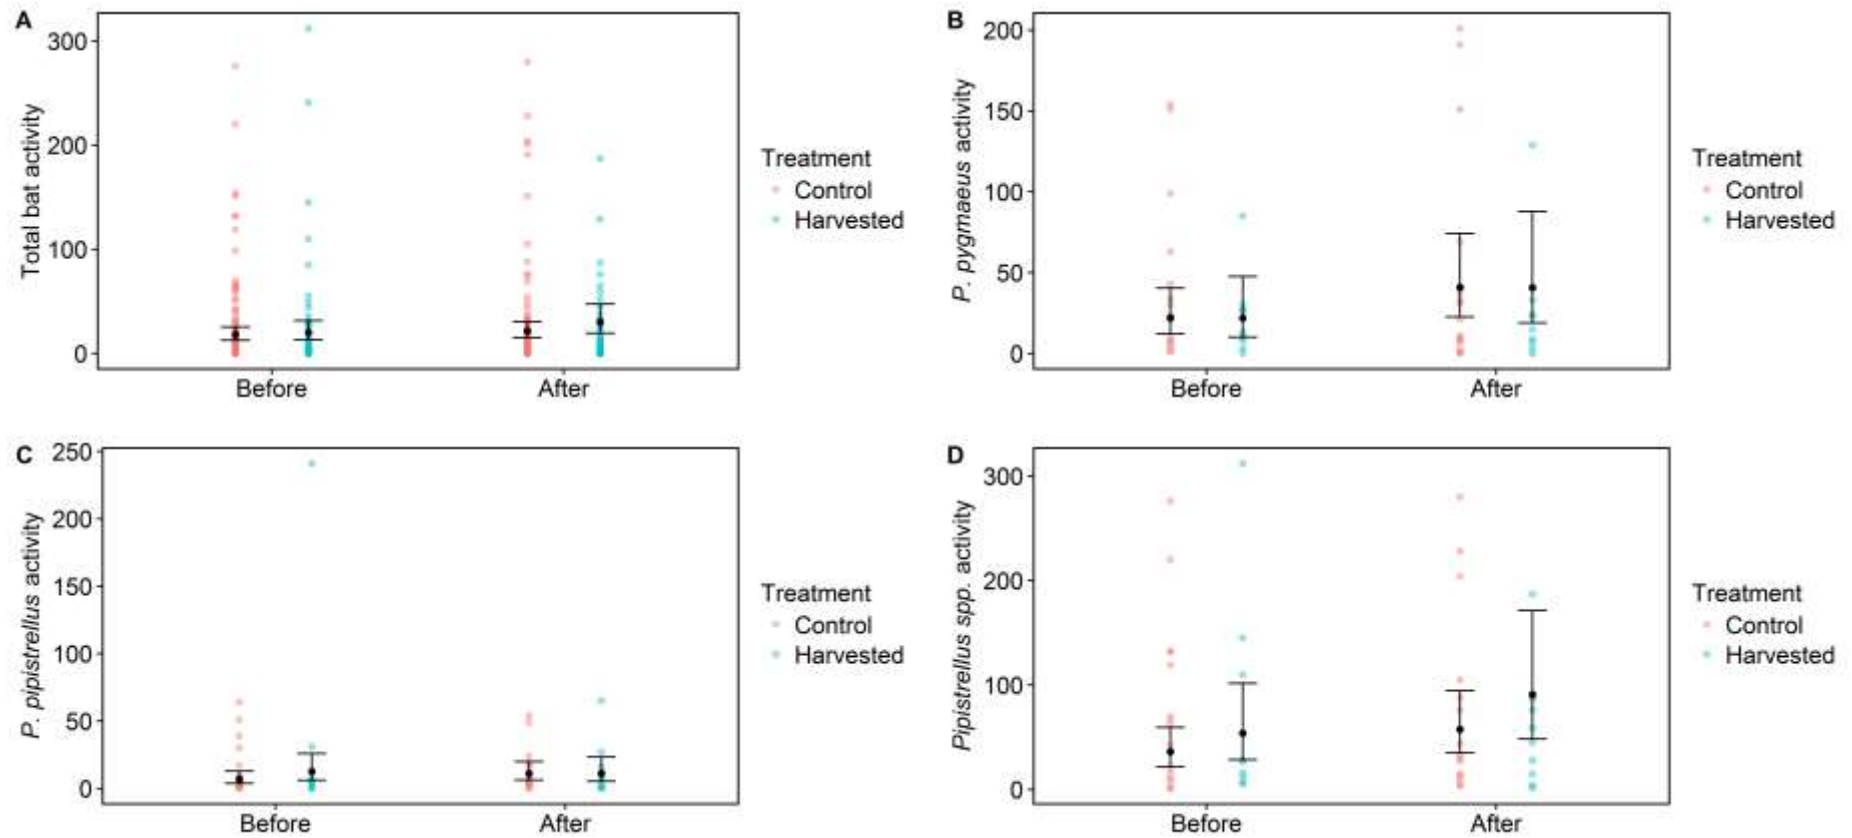 A
300
200
100
0
Total bat activity
Before
After
Treatment
Control
Harvested
B
200
150
100
50
0
P. pygmaeus activity
Before
After
Treatment
Control
Harvested
C
250
200
150
100
50
0
P. pipistrellus activity
Before
After
Treatment
Control
Harvested
D
300
200
100
0
Pipistrellus spp. activity
Before
After
Treatment
Control
Harvested